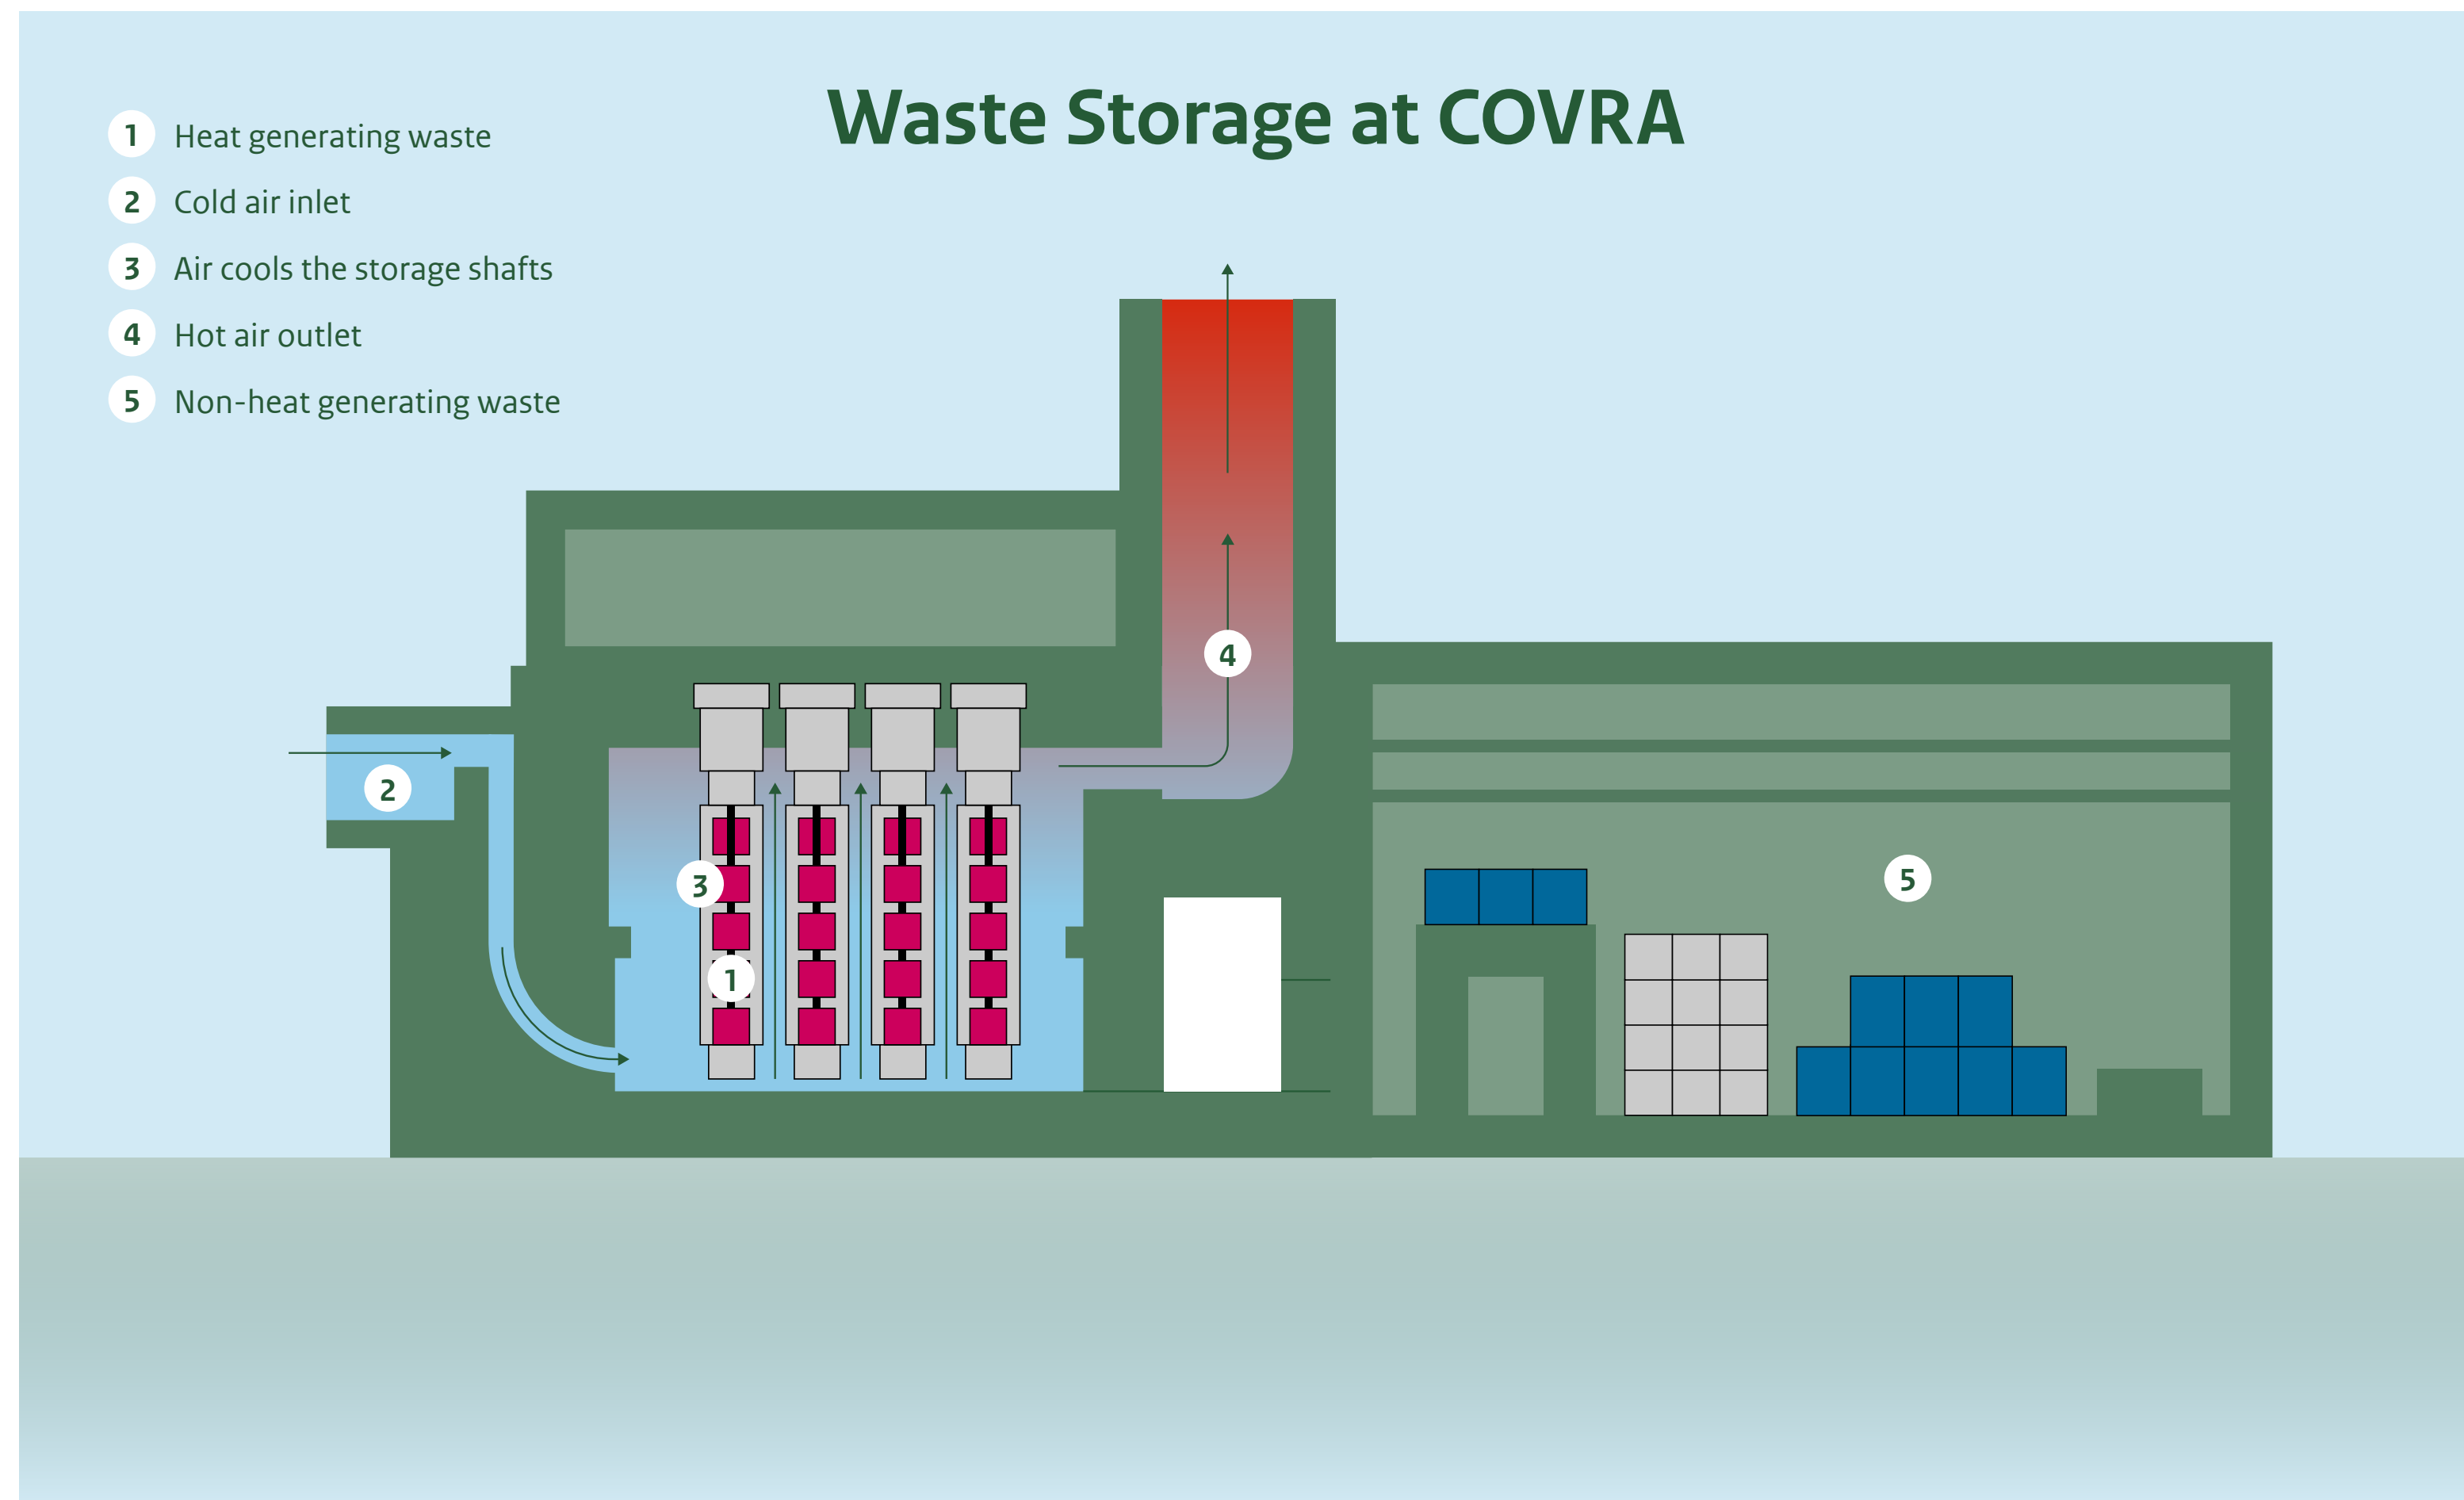 Waste Storage at COVRA
1 Heat generating waste
2 Cold air inlet
3 Air cools the storage shafts
4 Hot air outlet
5 Non-heat generating waste
4
2
3
5
1